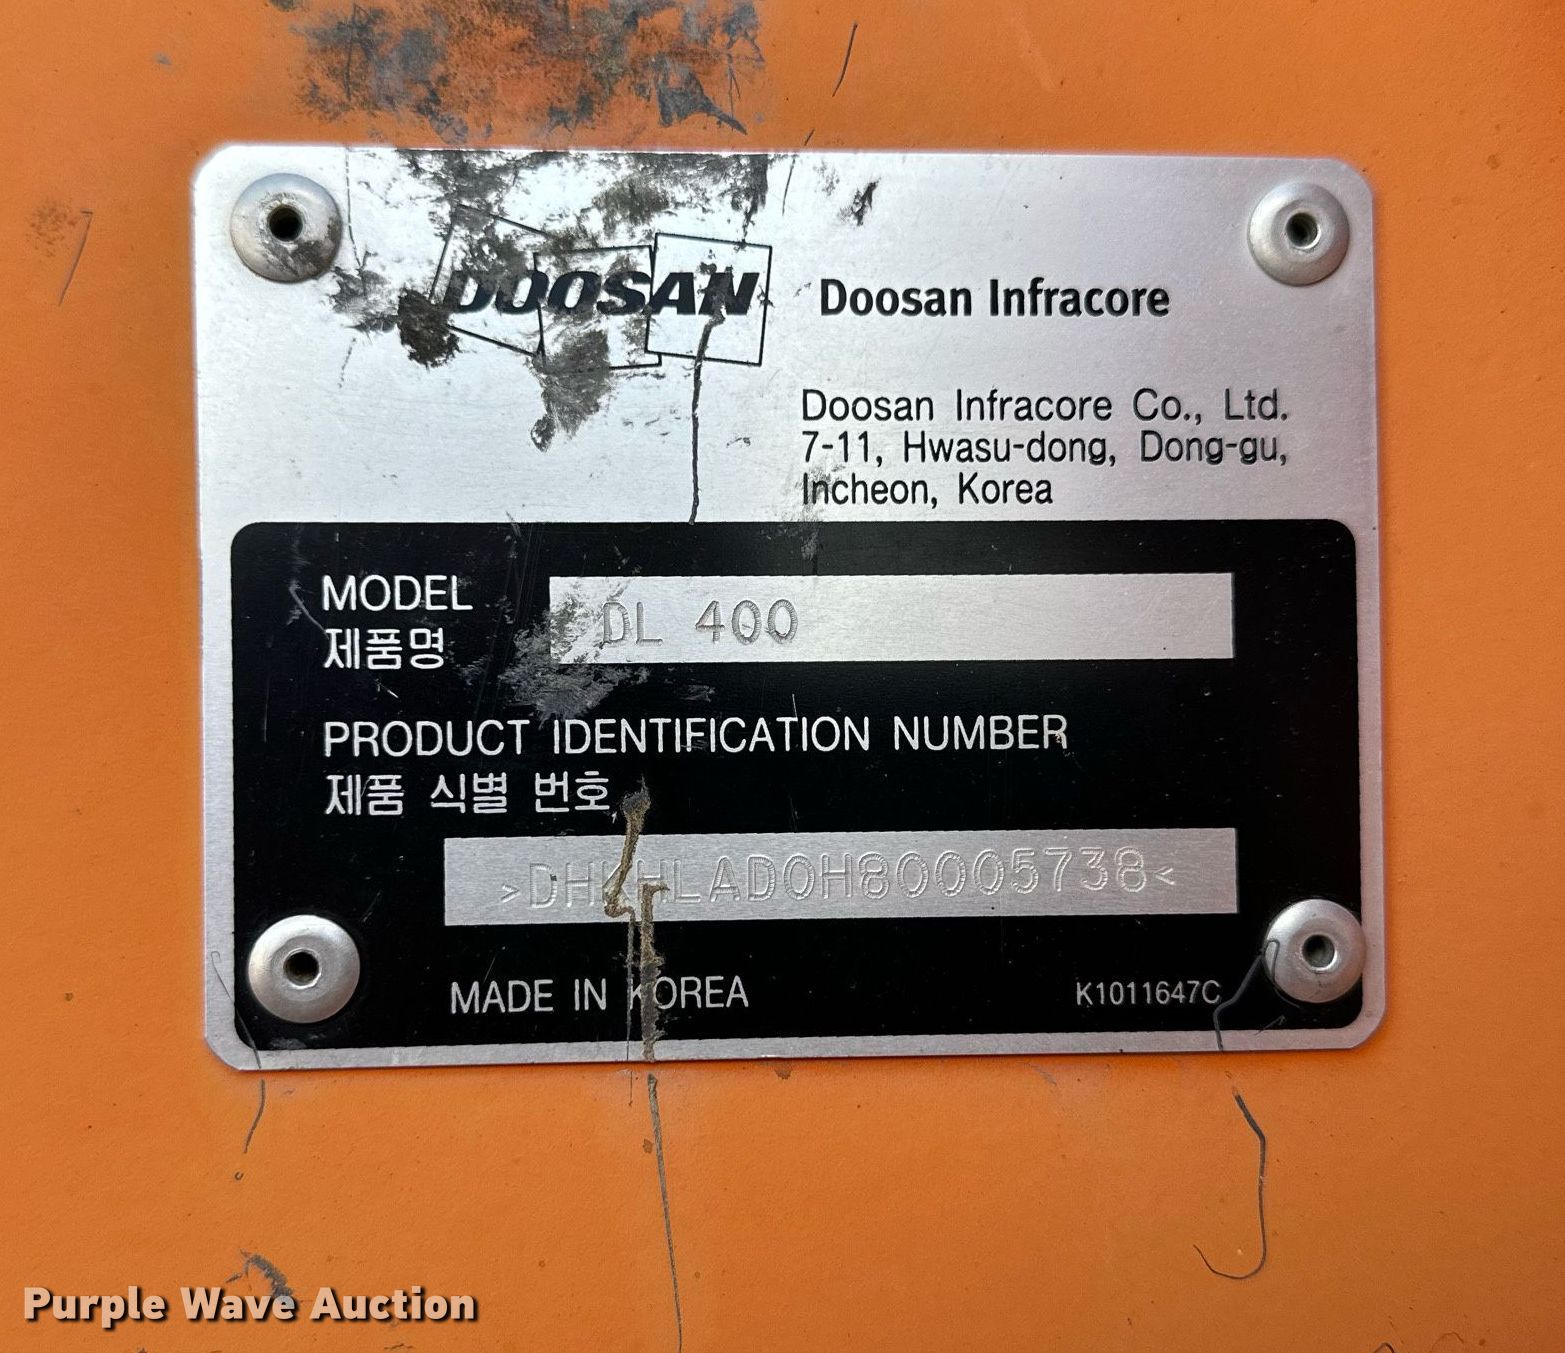 DOOSAN Doosan Infracore
Doosan Infracore Co., Ltd.
7-11, Hwasu-dong, Dong-gu,
Incheon, Korea
MODEL
제품명
DL 400
PRODUCT IDENTIFICATION NUMBER
제품 식별 번호
>DHKHLAD0H80005738<
MADE IN KOREA
K1011647C
Purple Wave Auction